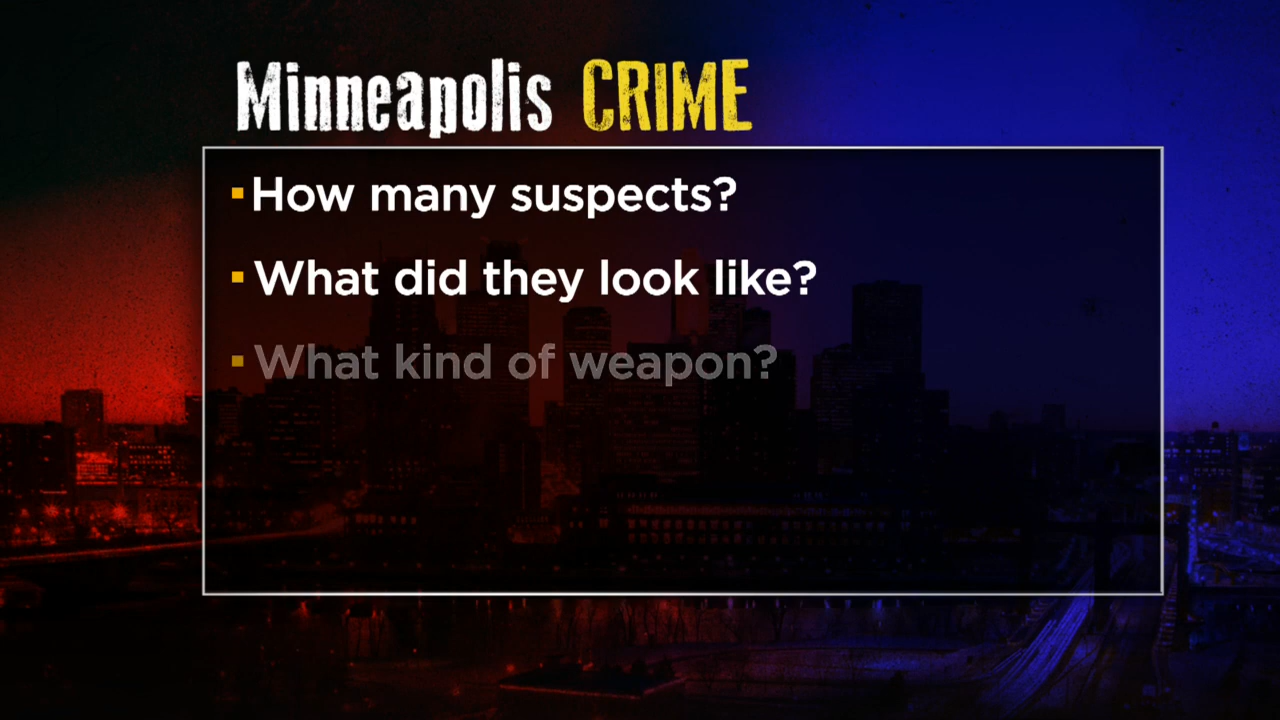 Minneapolis CRIME
▪How many suspects?
▪What did they look like?
▪What kind of weapon?